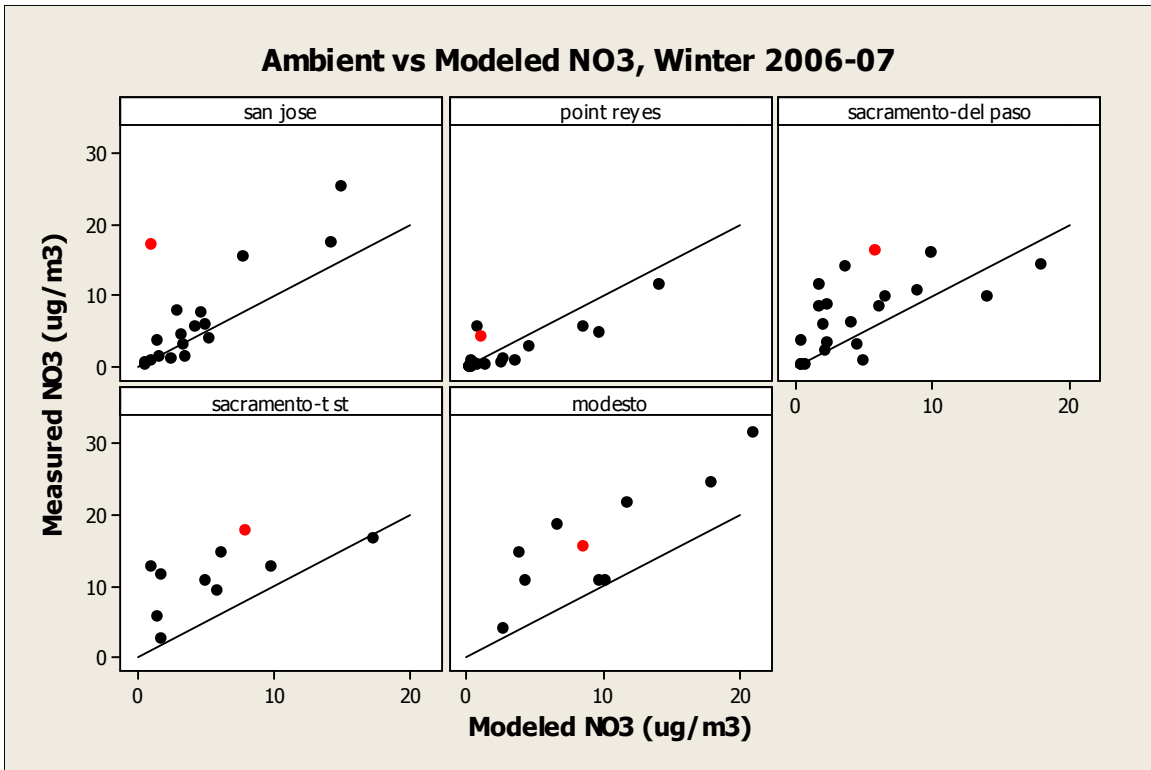 Ambient vs Modeled NO3, Winter 2006-07
san jose
point reyes
sacramento-del paso
30
20
10
0
0 10 20
sacramento-t st
modesto
30
20
10
0
0 10 20
0 10 20
Measured NO3 (ug/m3)
Modeled NO3 (ug/m3)